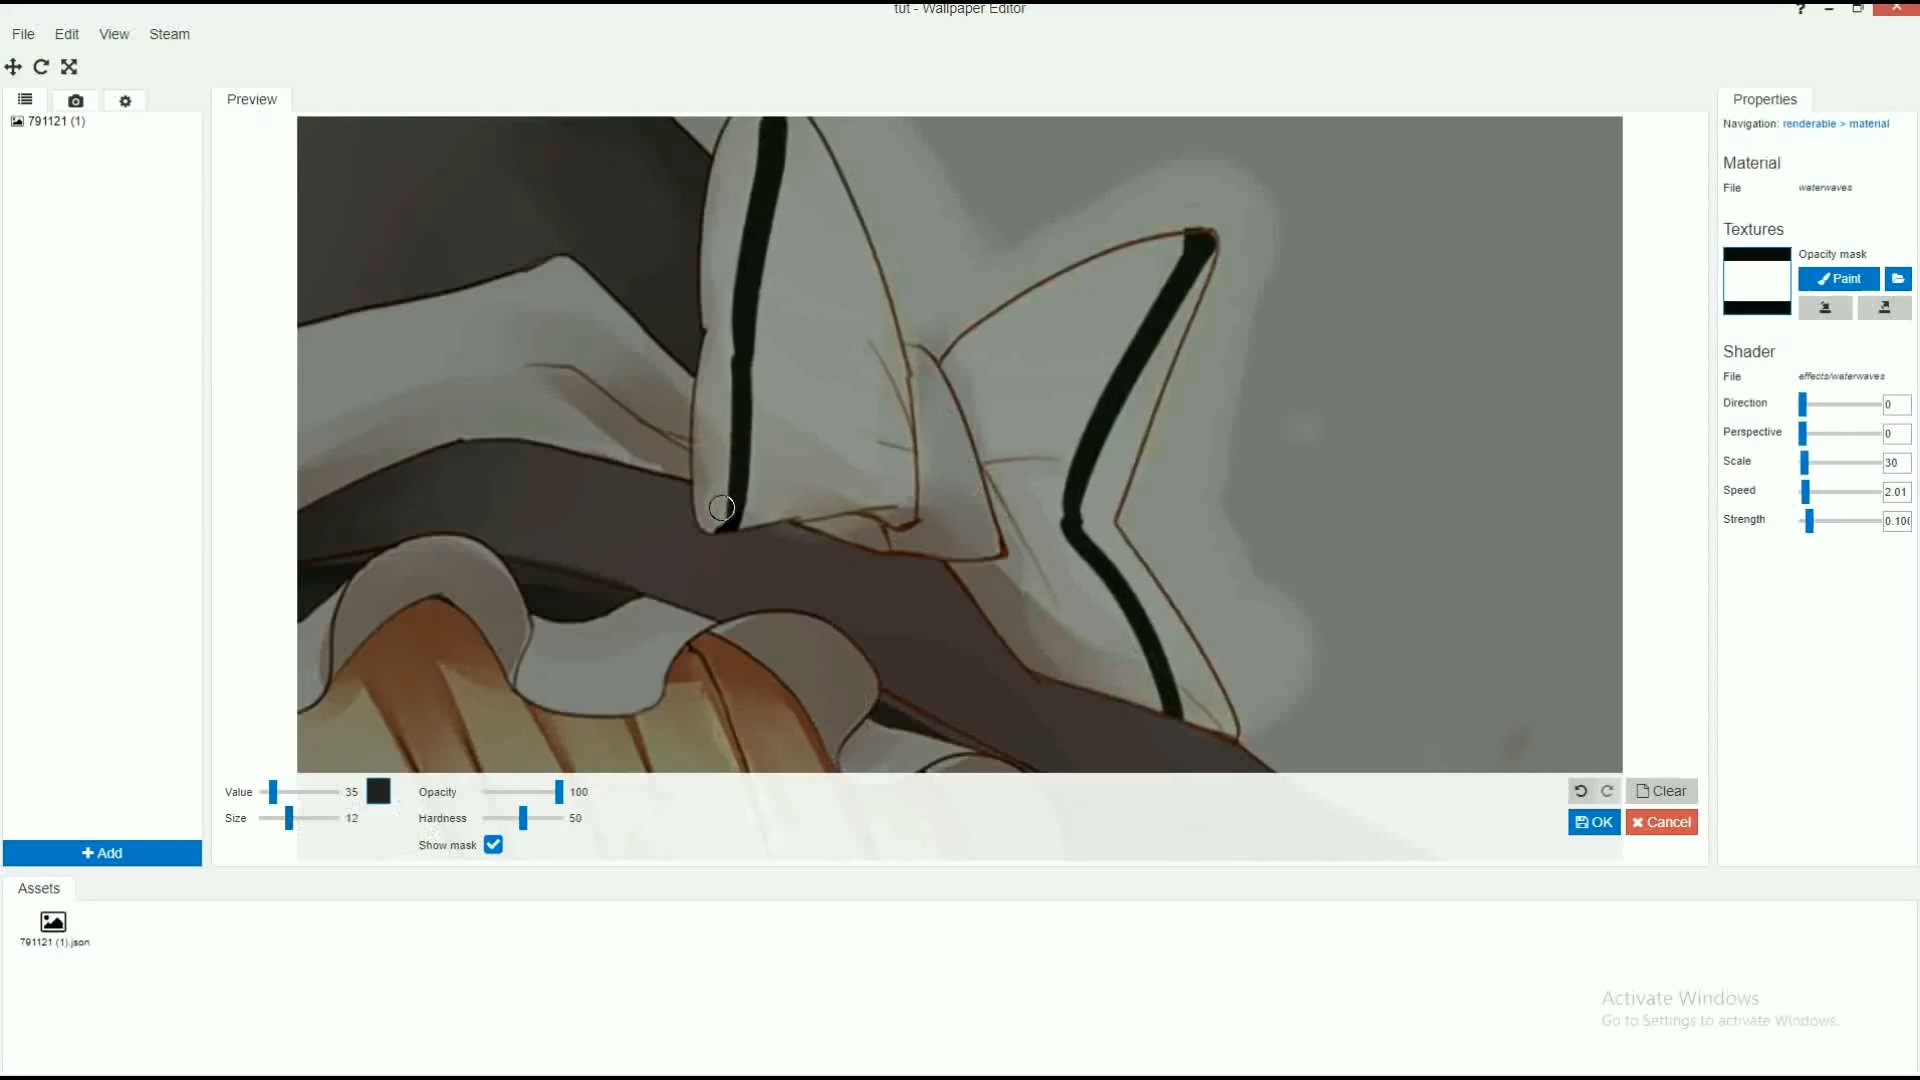 tut - Wallpaper Editor
File Edit View Steam
791121 (1)
Preview
Properties
Navigation: renderable > material
Material
File waterwaves
Textures
Opacity mask
Paint
Shader
File effects/waterwaves
Direction 0
Perspective 0
Scale 30
Speed 2.01
Strength 0.10(
Value 35 Opacity 100
Size 12 Hardness 50
Show mask
Clear
OK Cancel
+ Add
Assets
791121 (1).json
Activate Windows
Go to Settings to activate Windows.